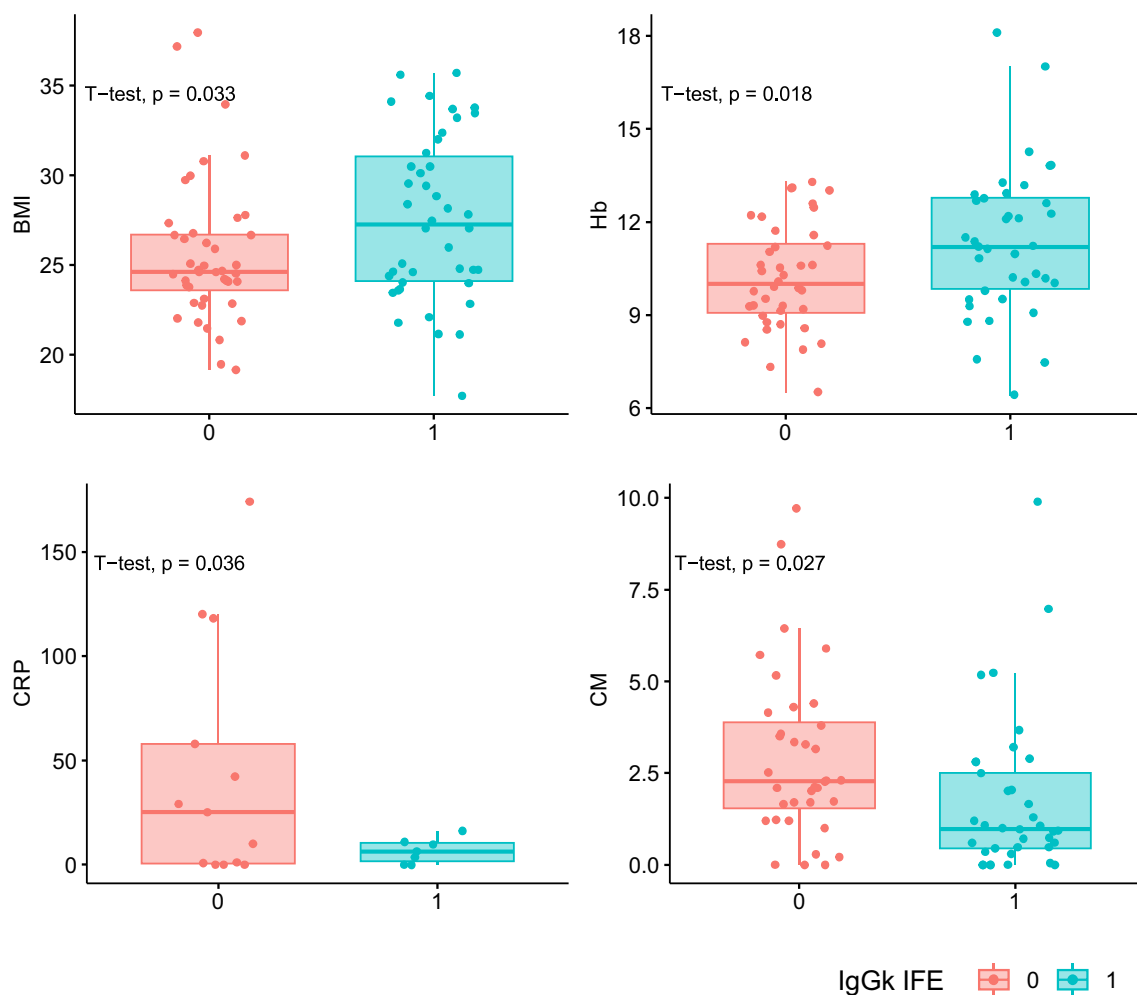 BMI
35
30
25
20
T-test, p = 0.033
0 1
Hb
18
15
12
9
6
T-test, p = 0.018
0 1
CRP
150
100
50
0
T-test, p = 0.036
0 1
CM
10.0
7.5
5.0
2.5
0.0
T-test, p = 0.027
0 1
IgGk IFE 0 1